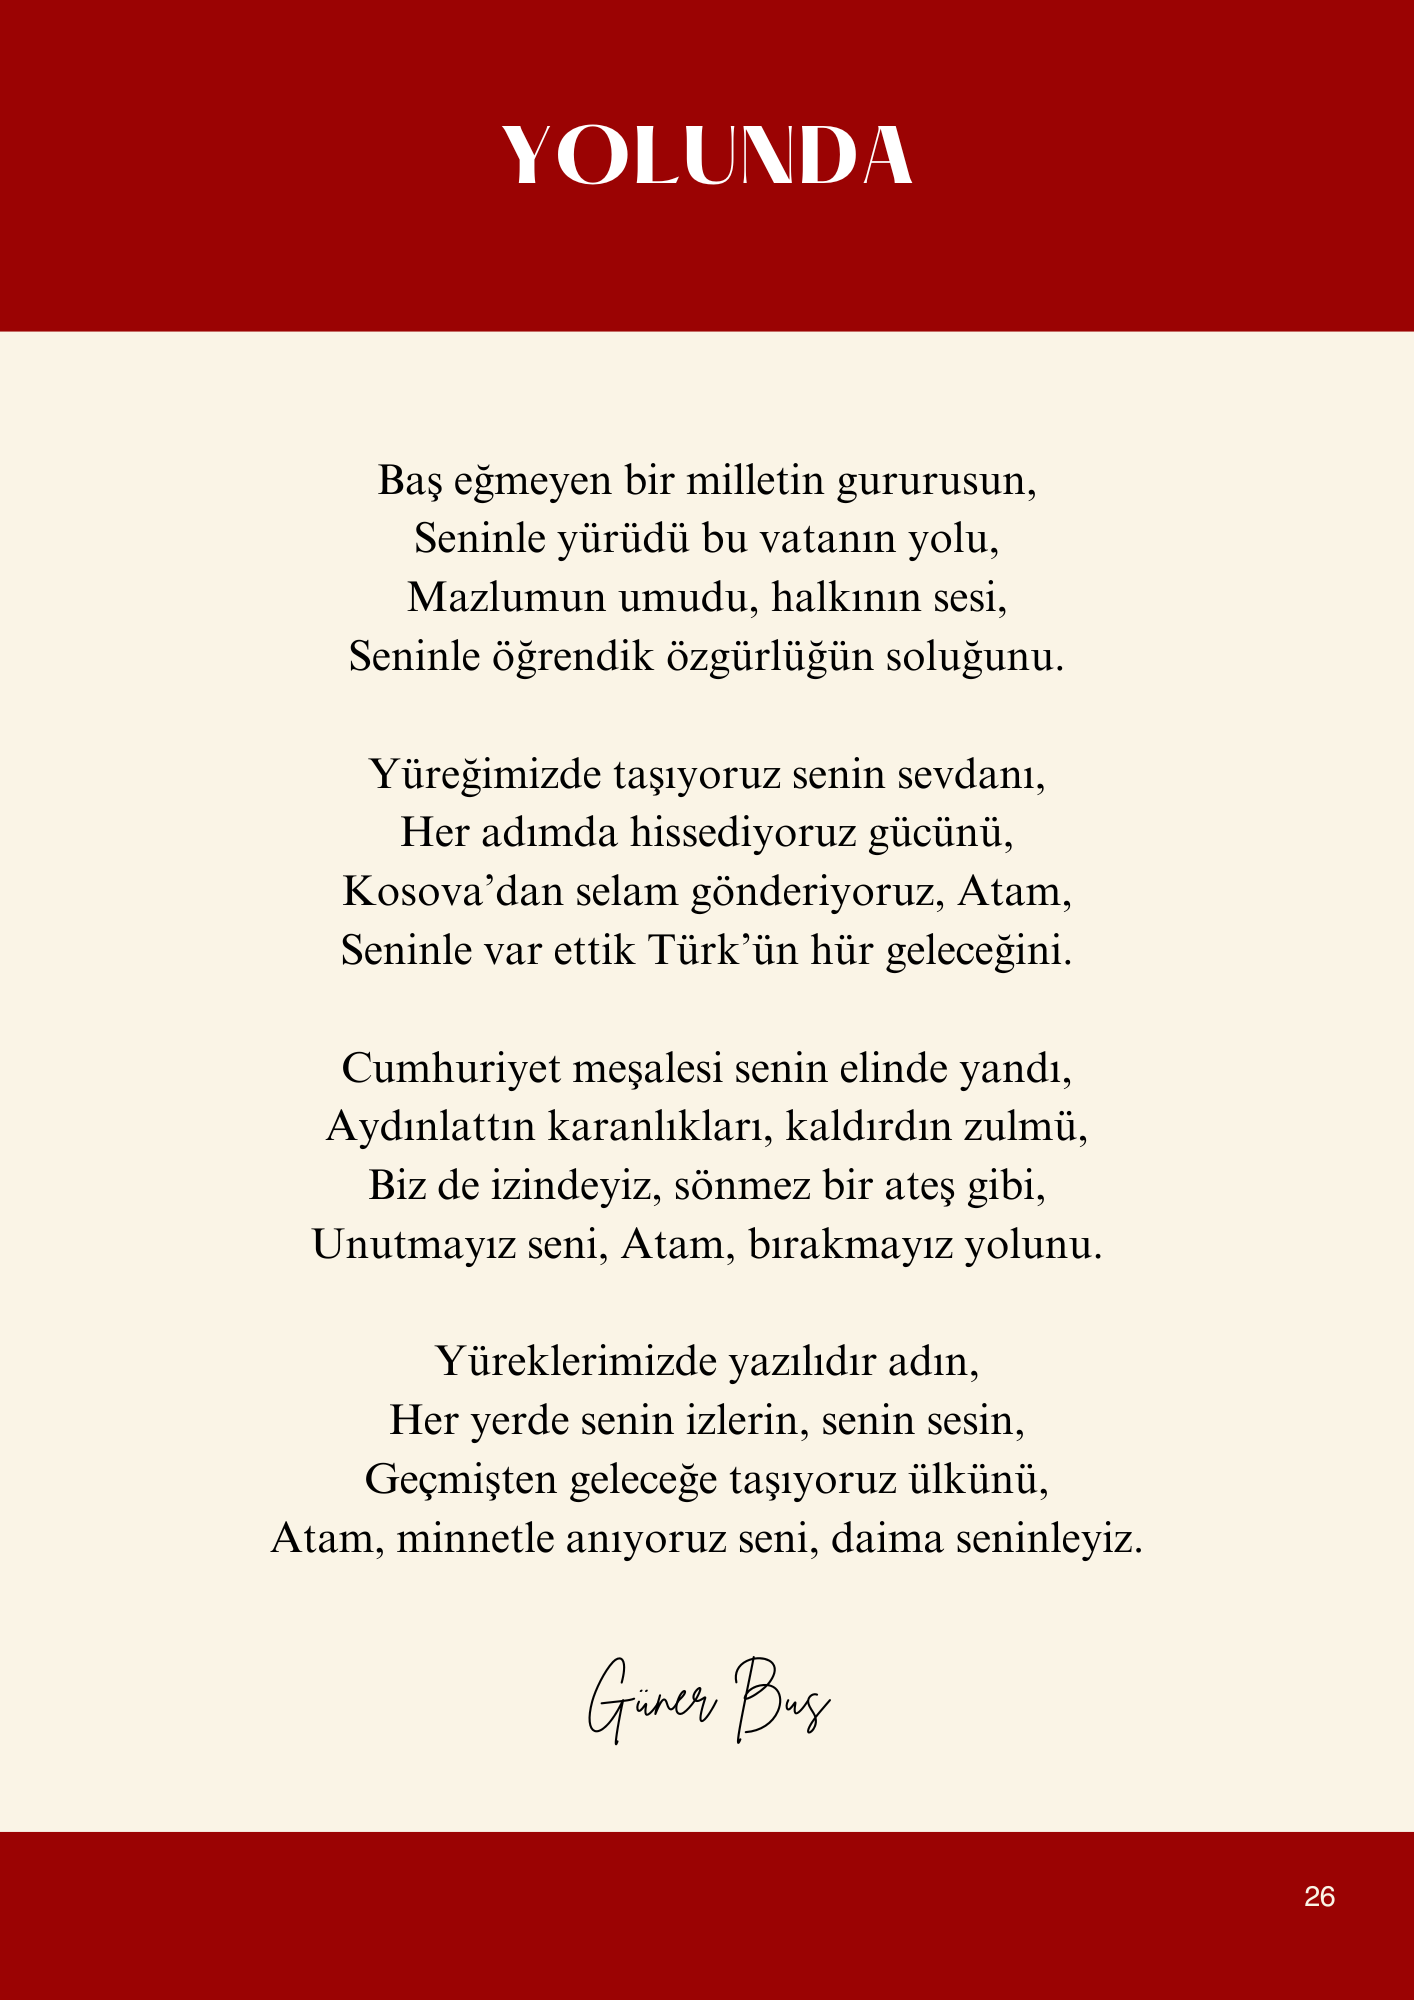 YOLUNDA
Baş eğmeyen bir milletin gururusun,
Seninle yürüdü bu vatanın yolu,
Mazlumun umudu, halkının sesi,
Seninle öğrendik özgürlüğün soluğunu.
Yüreğimizde taşıyoruz senin sevdanı,
Her adımda hissediyoruz gücünü,
Kosova’dan selam gönderiyoruz, Atam,
Seninle var ettik Türk’ün hür geleceğini.
Cumhuriyet meşalesi senin elinde yandı,
Aydınlattın karanlıkları, kaldırdın zulmü,
Biz de izindeyiz, sönmez bir ateş gibi,
Unutmayız seni, Atam, bırakmayız yolunu.
Yüreklerimizde yazılıdır adın,
Her yerde senin izlerin, senin sesin,
Geçmişten geleceğe taşıyoruz ülkünü,
Atam, minnetle anıyoruz seni, daima seninleyiz.
Güner Buş
26